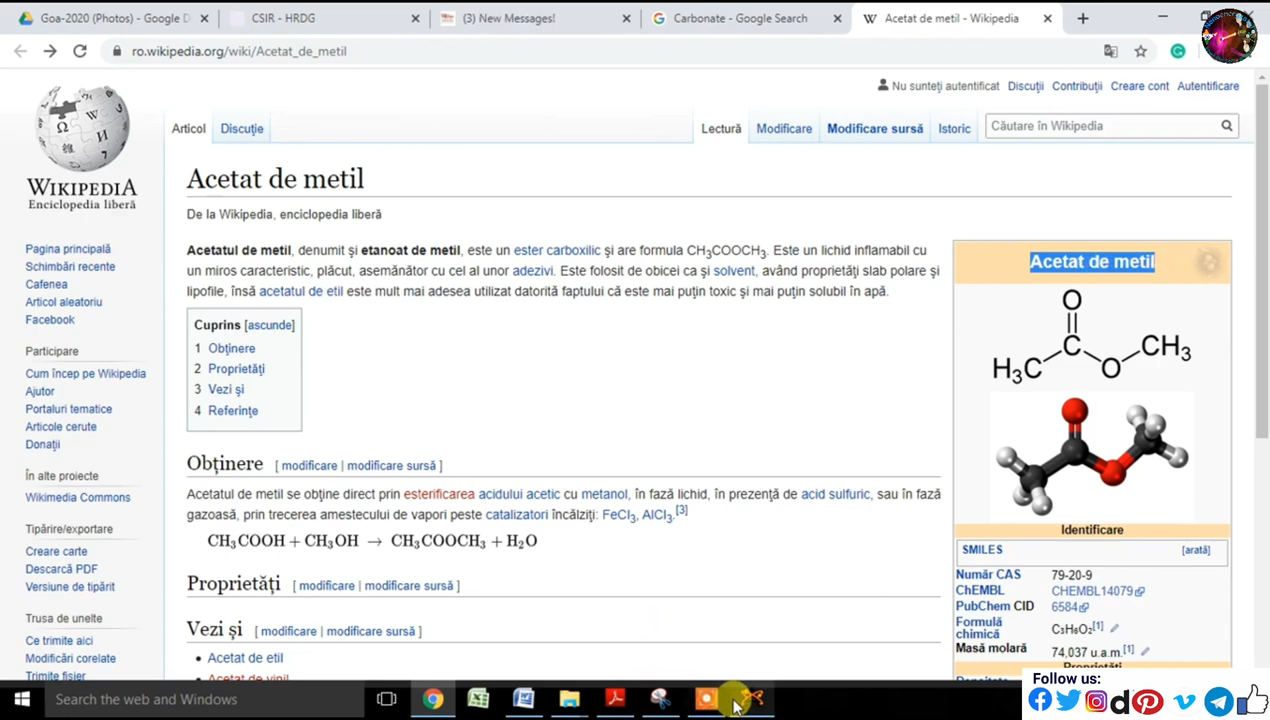 Goa-2020 (Photos) - Google D
CSIR - HRDG
(3) New Messages!
Carbonate - Google Search
Acetat de metil - Wikipedia
ro.wikipedia.org/wiki/Acetat_de_metil
Nu sunteți autentificat Discuții Contribuții Creare cont Autentificare
Articol Discuție
Lectură Modificare Modificare sursă Istoric
Căutare în Wikipedia
WIKIPEDIA
Enciclopedia liberă
Acetat de metil
De la Wikipedia, enciclopedia liberă
Acetatul de metil, denumit și etanoat de metil, este un ester carboxilic și are formula CH₃COOCH₃. Este un lichid inflamabil cu
un miros caracteristic, plăcut, asemănător cu cel al unor adezivi. Este folosit de obicei ca și solvent, având proprietăți slab polare și
lipofile, însă acetatul de etil este mult mai adesea utilizat datorită faptului că este mai puțin toxic și mai puțin solubil în apă.
Cuprins [ascunde]
1 Obținere
2 Proprietăți
3 Vezi și
4 Referințe
Obținere [ modificare | modificare sursă ]
Acetatul de metil se obține direct prin esterificarea acidului acetic cu metanol, în fază lichid, în prezență de acid sulfuric, sau în fază
gazoasă, prin trecerea amestecului de vapori peste catalizatori încălziți: FeCl₃, AlCl₃.[3]
CH₃COOH + CH₃OH → CH₃COOCH₃ + H₂O
Proprietăți [ modificare | modificare sursă ]
Vezi și [ modificare | modificare sursă ]
• Acetat de etil
• Acetat de vinil
Pagina principală
Schimbări recente
Cafenea
Articol aleatoriu
Facebook
Participare
Cum încep pe Wikipedia
Ajutor
Portaluri tematice
Articole cerute
Donații
În alte proiecte
Wikimedia Commons
Tipărire/exportare
Creare carte
Descarcă PDF
Versiune de tipărit
Trusa de unelte
Ce trimite aici
Modificări corelate
Trimite fișier
Acetat de metil
O
H₃C C O CH₃
Identificare
SMILES [arată]
Număr CAS 79-20-9
ChEMBL CHEMBL14079
PubChem CID 6584
Formulă chimică C₃H₆O₂[1]
Masă molară 74,037 u.a.m.[1]
Proprietăți
Densitate
Search the web and Windows
Follow us: